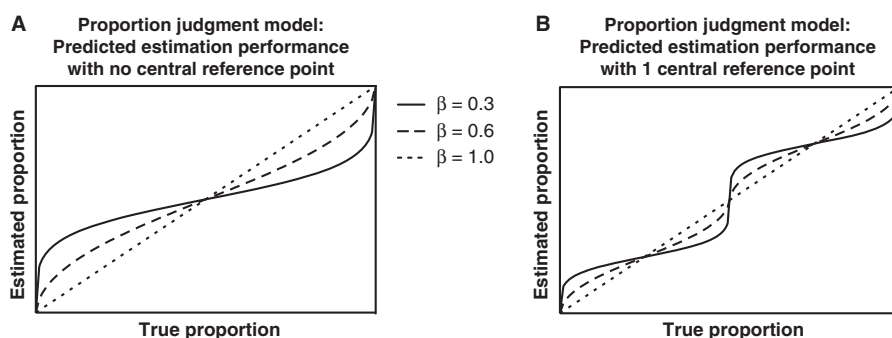 A
Proportion judgment model:
Predicted estimation performance
with no central reference point
Estimated proportion
True proportion
β = 0.3
β = 0.6
β = 1.0
B
Proportion judgment model:
Predicted estimation performance
with 1 central reference point
Estimated proportion
True proportion